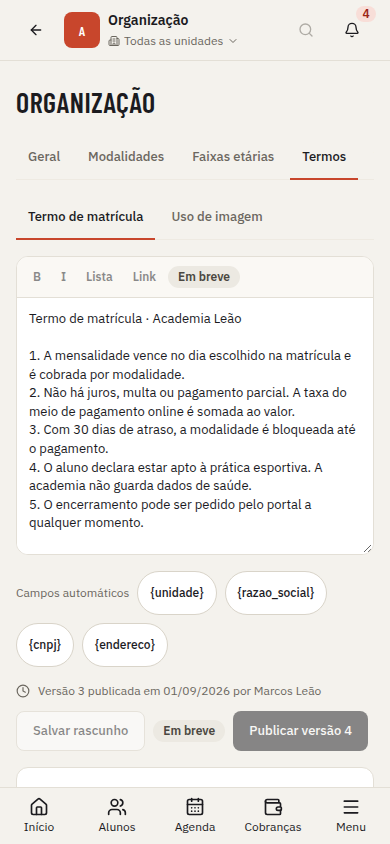 A
Organização
Todas as unidades
4
ORGANIZAÇÃO
Geral Modalidades Faixas etárias Termos
Termo de matrícula Uso de imagem
B I Lista Link Em breve
Termo de matrícula · Academia Leão
1. A mensalidade vence no dia escolhido na matrícula e
é cobrada por modalidade.
2. Não há juros, multa ou pagamento parcial. A taxa do
meio de pagamento online é somada ao valor.
3. Com 30 dias de atraso, a modalidade é bloqueada até
o pagamento.
4. O aluno declara estar apto à prática esportiva. A
academia não guarda dados de saúde.
5. O encerramento pode ser pedido pelo portal a
qualquer momento.
Campos automáticos {unidade} {razao_social}
{cnpj} {endereco}
Versão 3 publicada em 01/09/2026 por Marcos Leão
Salvar rascunho Em breve Publicar versão 4
Início Alunos Agenda Cobranças Menu